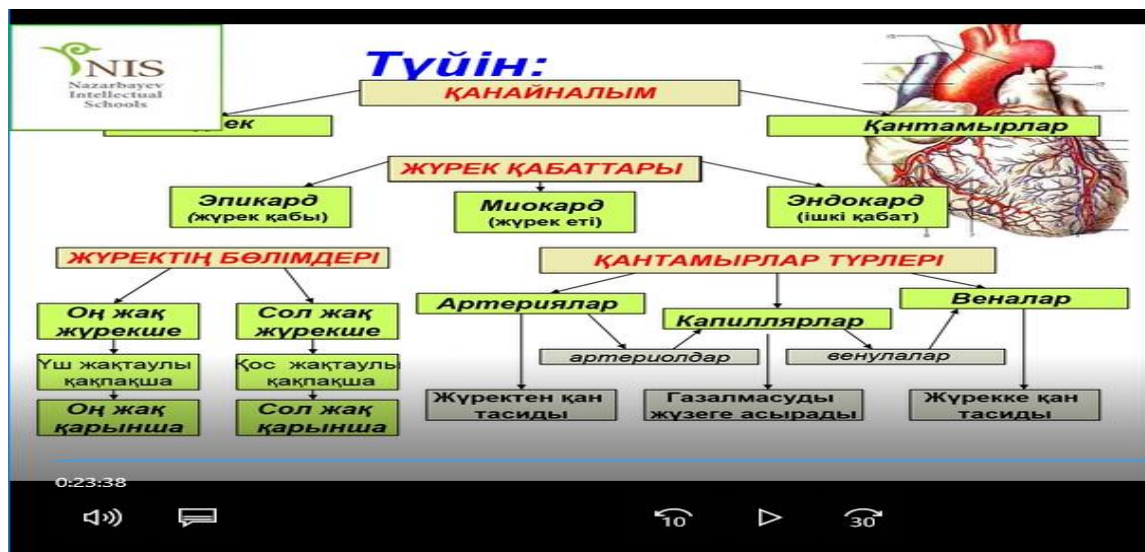 NIS
Nazarbayev
Intellectual
Schools
Түйін:
ҚАНАЙНАЛЫМ
Қантамырлар
ЖҮРЕК ҚАБАТТАРЫ
Эпикард
(жүрек қабы)
Миокард
(жүрек еті)
Эндокард
(ішкі қабат)
ЖҮРЕКТІҢ БӨЛІМДЕРІ
Оң жақ
жүрекше
Сол жақ
жүрекше
Үш жақтаулы
қақпақша
Қос жақтаулы
қақпақша
Оң жақ
қарынша
Сол жақ
қарынша
ҚАНТАМЫРЛАР ТҮРЛЕРІ
Артериялар
Капиллярлар
Веналар
артериолдар
венулалар
Жүректен қан
тасиды
Газалмасуды
жүзеге асырады
Жүрекке қан
тасиды
0:23:38
10
30